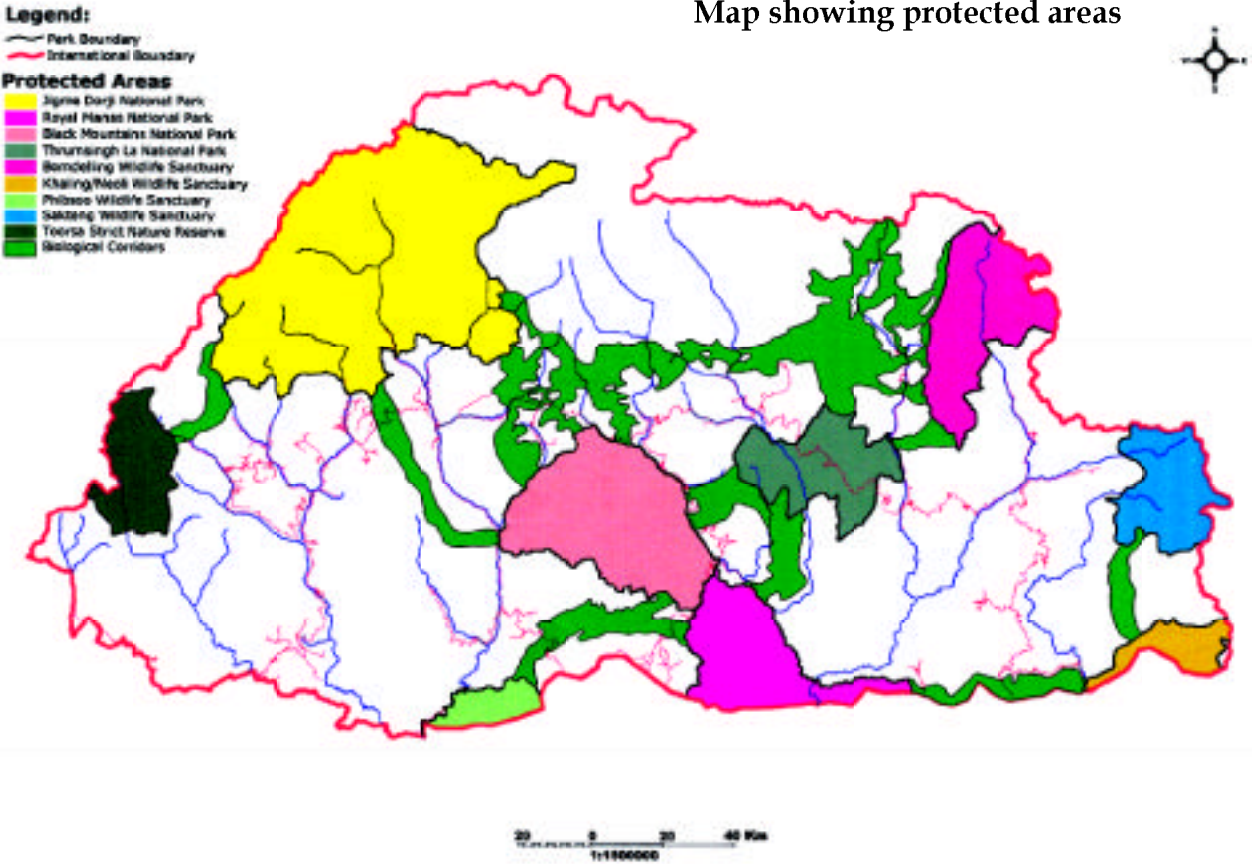 Legend:
Park Boundary
International Boundary
Protected Areas
Jigme Dorji National Park
Royal Manas National Park
Black Mountains National Park
Thrumsingh La National Park
Bomdelling Wildlife Sanctuary
Khaling/Neoli Wildlife Sanctuary
Phibsoo Wildlife Sanctuary
Sakteng Wildlife Sanctuary
Toorsa Strict Nature Reserve
Biological Corridors
Map showing protected areas
20 0 20 40 Km
1:1500000